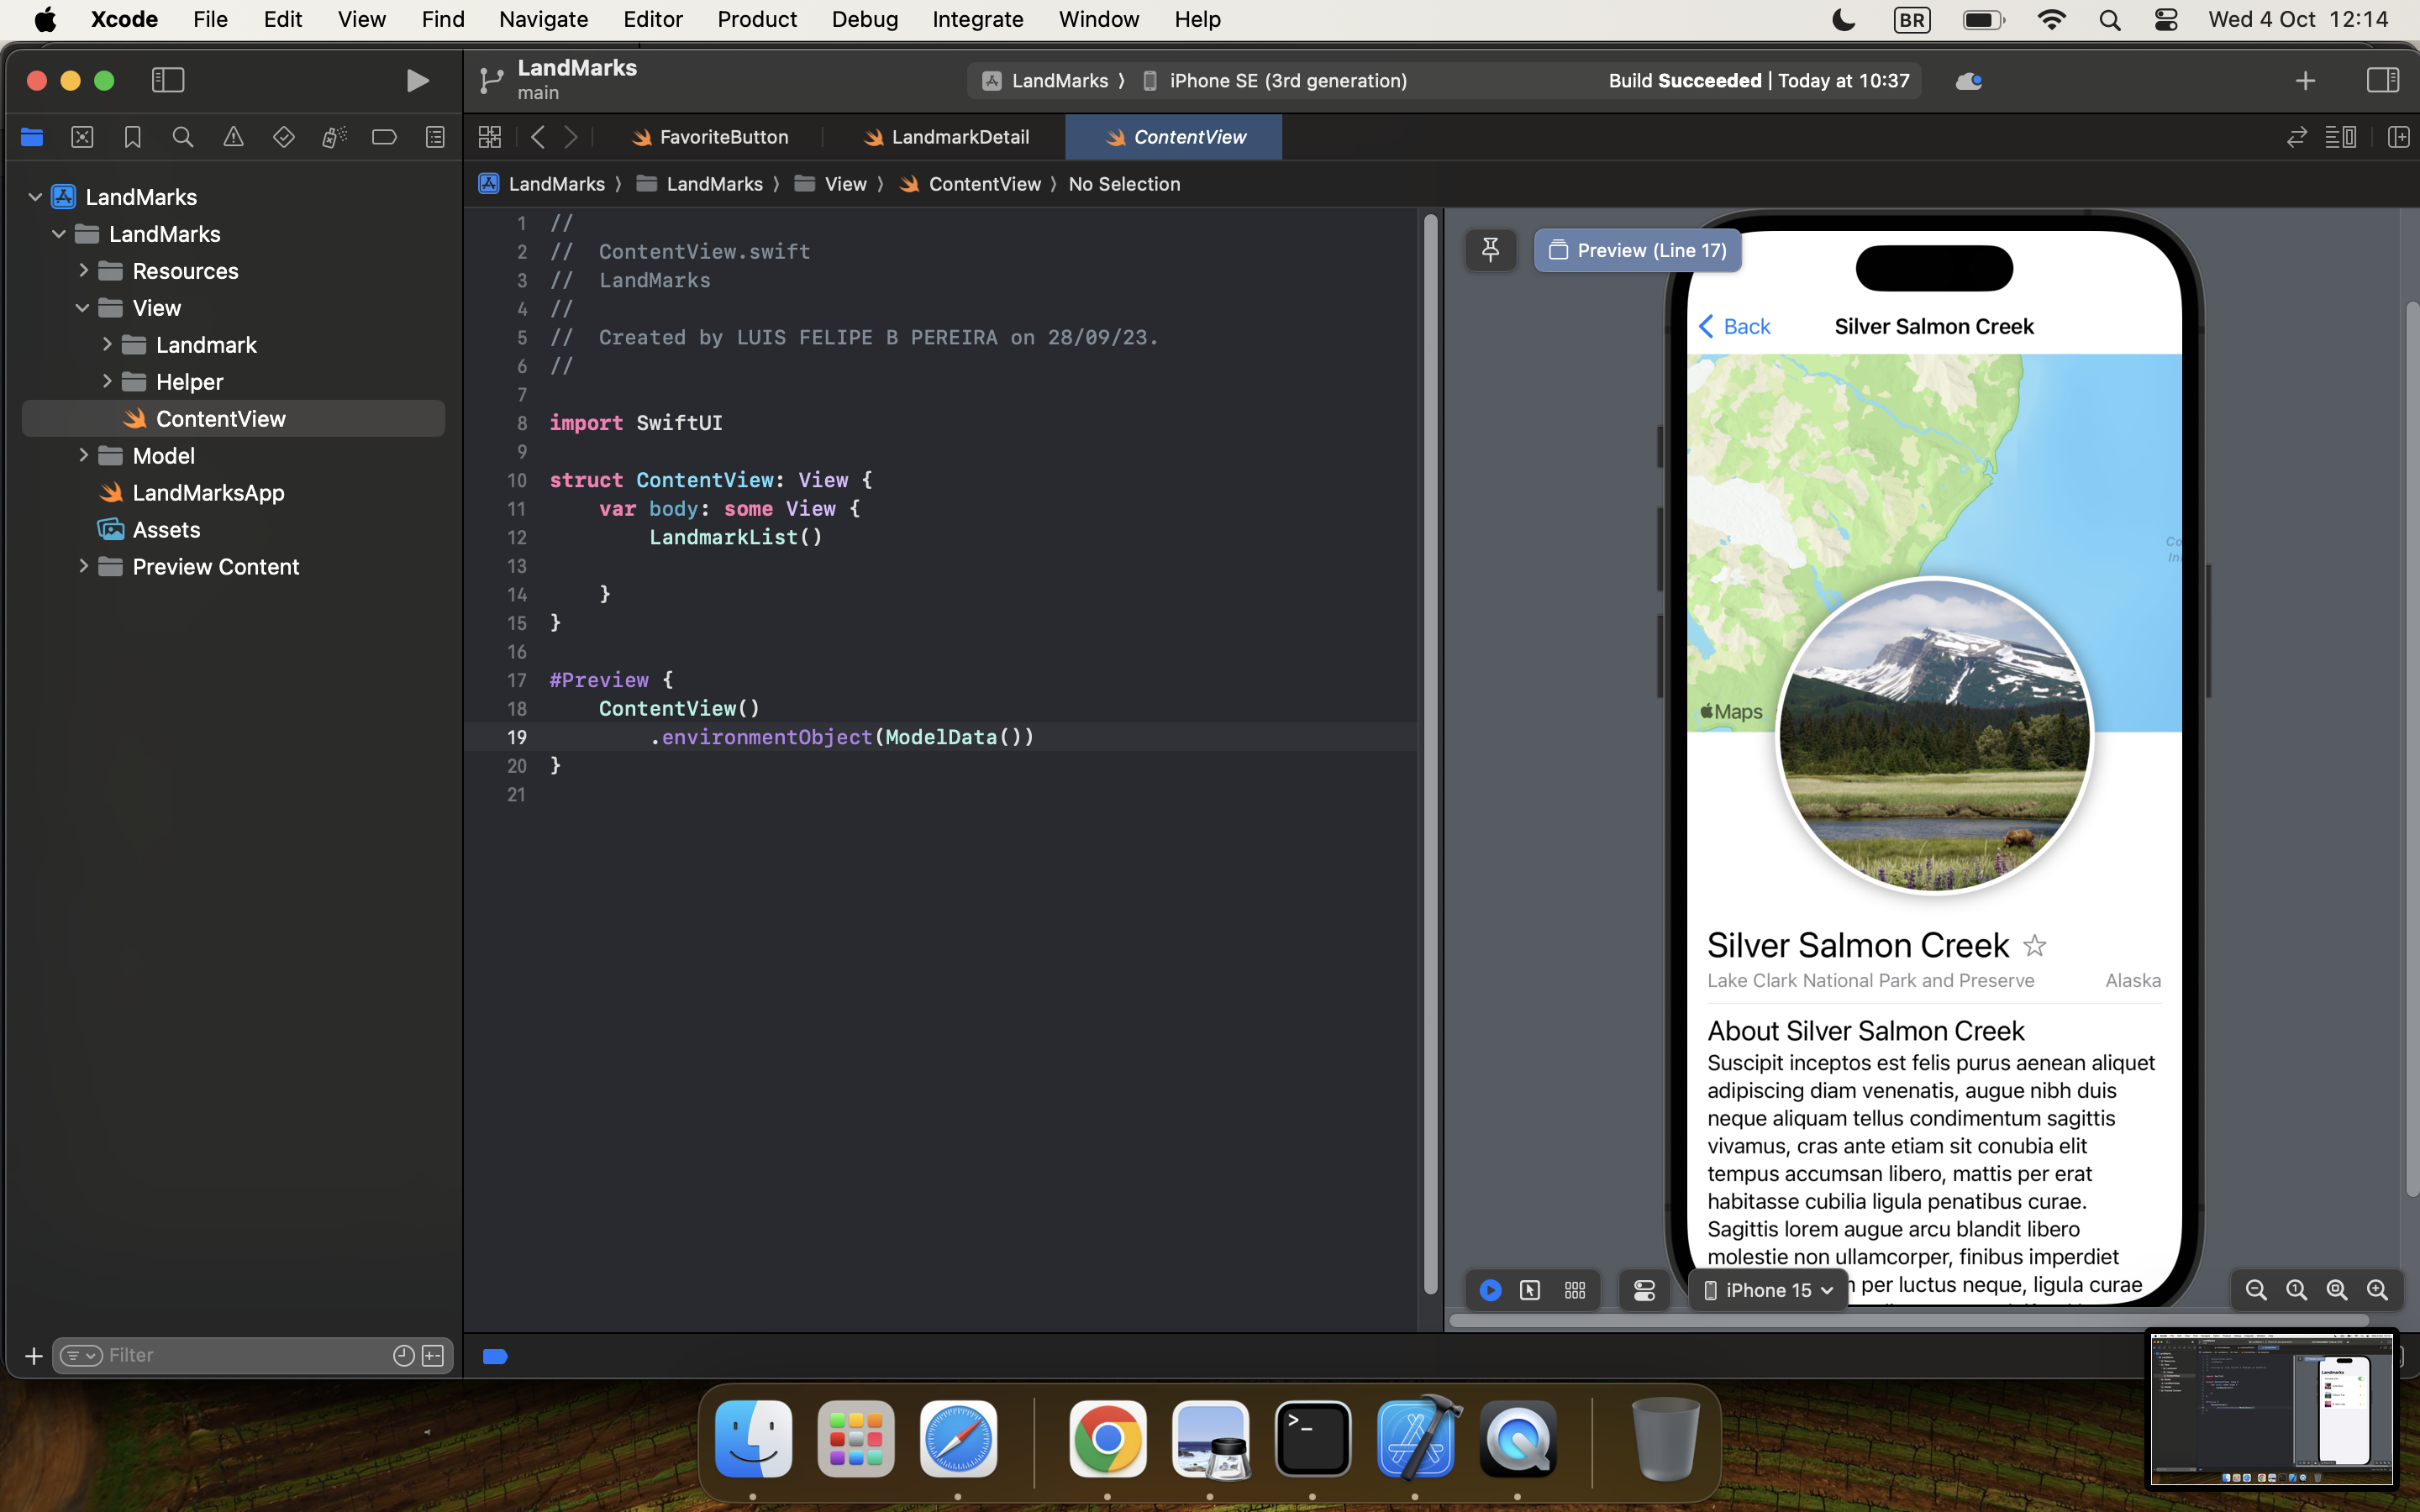 Xcode File Edit View Find Navigate Editor Product Debug Integrate Window Help BR Wed 4 Oct 12:14
LandMarks
main
LandMarks 〉 iPhone SE (3rd generation) Build Succeeded | Today at 10:37
FavoriteButton LandmarkDetail ContentView
LandMarks 〉 LandMarks 〉 View 〉 ContentView 〉 No Selection
LandMarks
LandMarks
Resources
View
Landmark
Helper
ContentView
Model
LandMarksApp
Assets
Preview Content
Filter
1 //
2 //  ContentView.swift
3 //  LandMarks
4 //
5 //  Created by LUIS FELIPE B PEREIRA on 28/09/23.
6 //
7
8 import SwiftUI
9
10 struct ContentView: View {
11     var body: some View {
12         LandmarkList()
13
14     }
15 }
16
17 #Preview {
18     ContentView()
19         .environmentObject(ModelData())
20 }
21
Preview (Line 17)
Back Silver Salmon Creek
Maps
Silver Salmon Creek
Lake Clark National Park and Preserve Alaska
About Silver Salmon Creek
Suscipit inceptos est felis purus aenean aliquet
adipiscing diam venenatis, augue nibh duis
neque aliquam tellus condimentum sagittis
vivamus, cras ante etiam sit conubia elit
tempus accumsan libero, mattis per erat
habitasse cubilia ligula penatibus curae.
Sagittis lorem augue arcu blandit libero
molestie non ullamcorper, finibus imperdiet
per luctus neque, ligula curae
iPhone 15